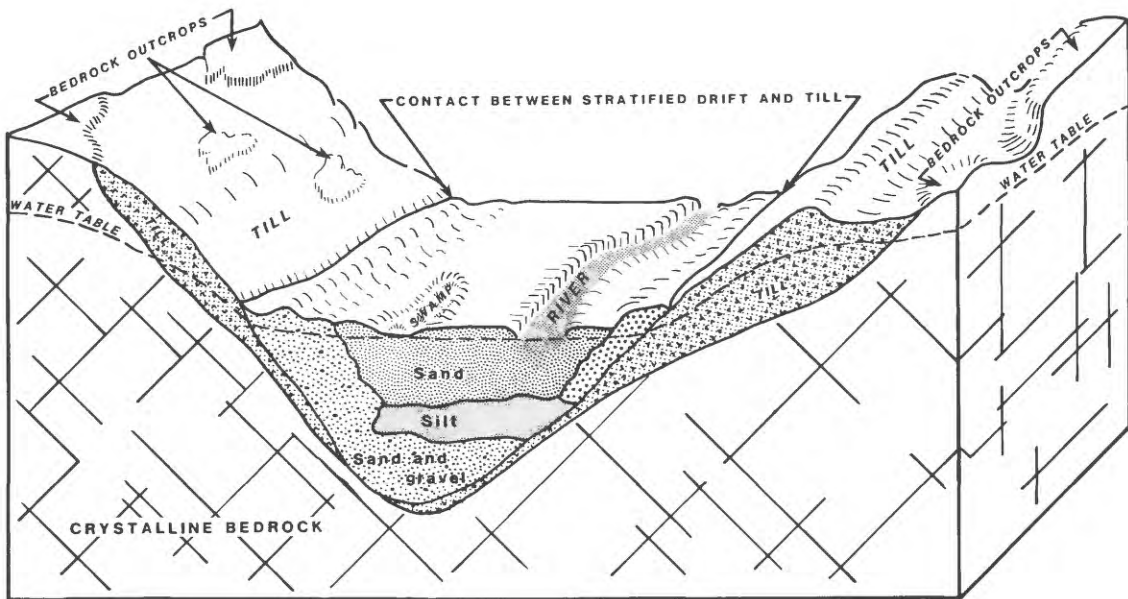 BEDROCK OUTCROPS
CONTACT BETWEEN STRATIFIED DRIFT AND TILL
BEDROCK OUTCROPS
TILL
WATER TABLE
WATER TABLE
TILL
TILL
SWAMP
RIVER
TILL
Sand
Silt
Sand and
gravel
CRYSTALLINE BEDROCK